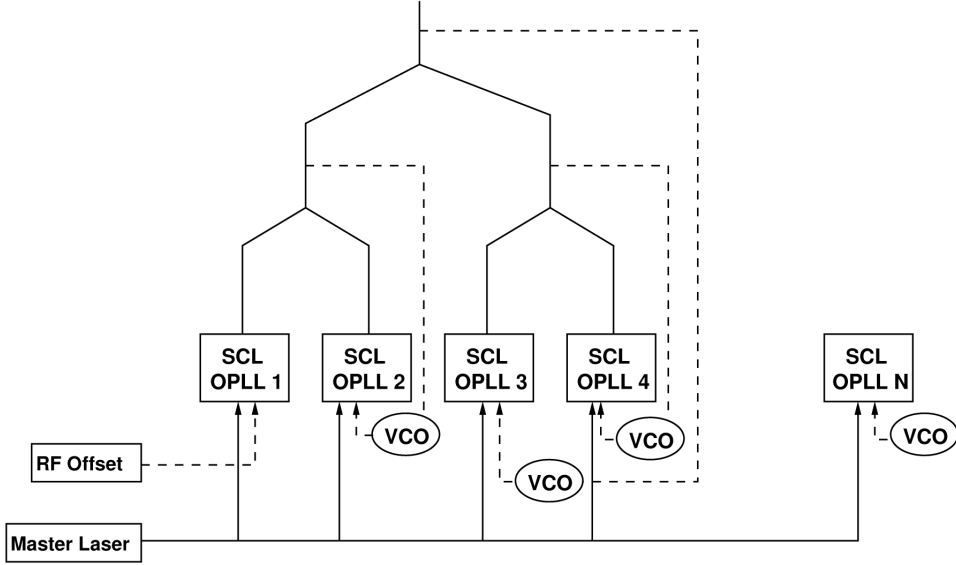 SCL
OPLL 1
SCL
OPLL 2
SCL
OPLL 3
SCL
OPLL 4
SCL
OPLL N
VCO
VCO
VCO
RF Offset
VCO
Master Laser